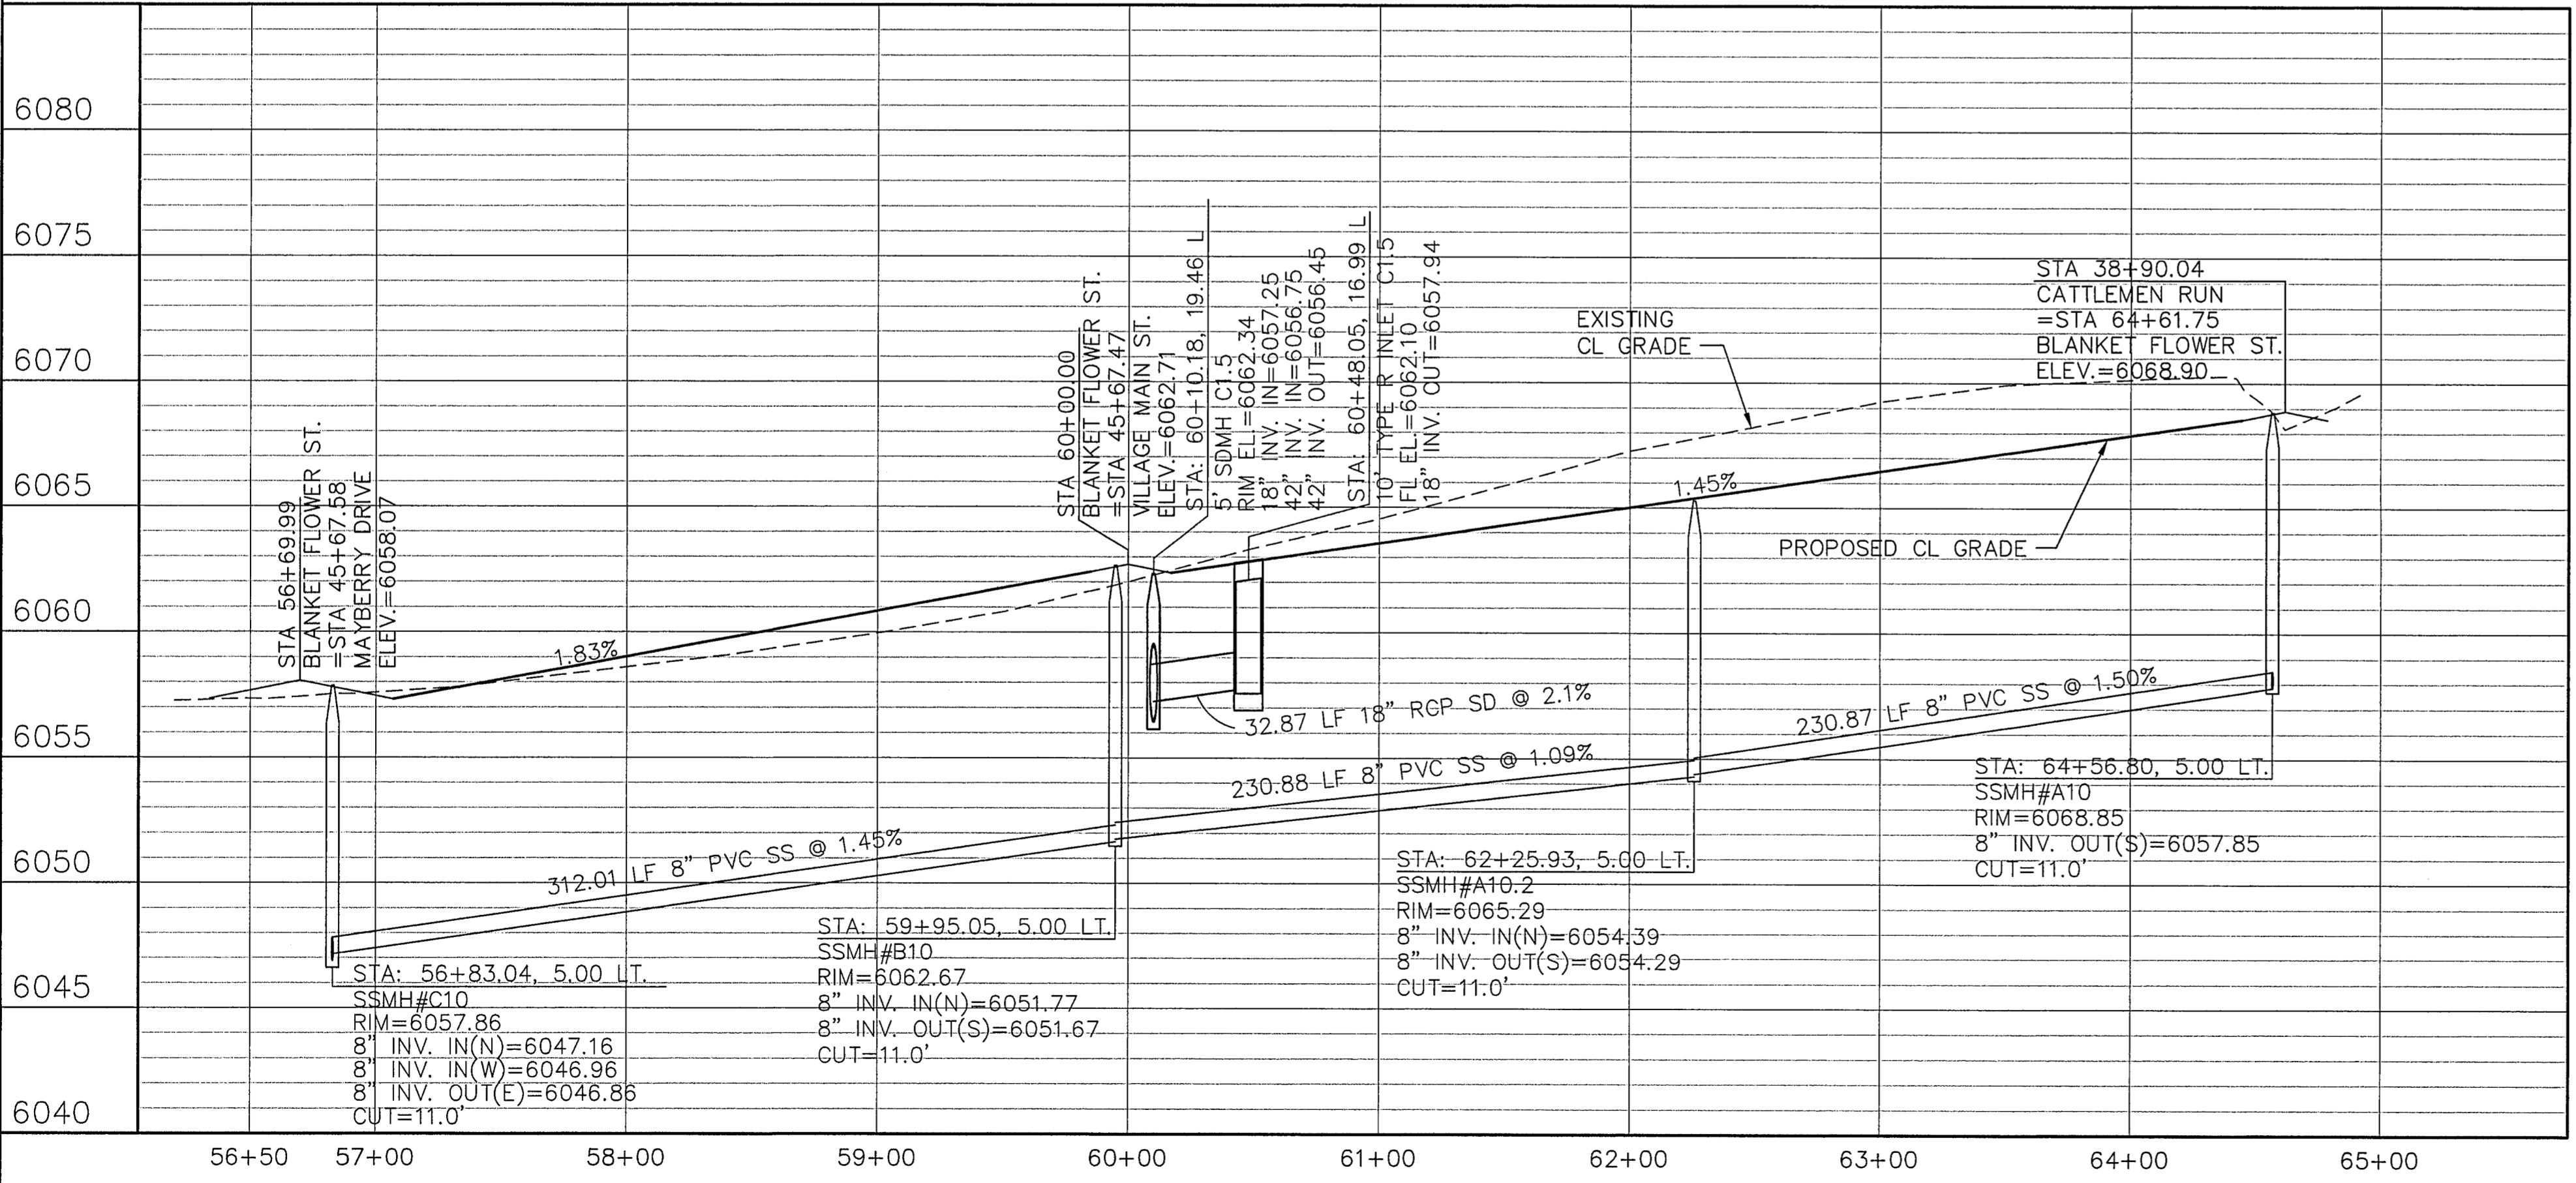 6080
6075
6070
6065
6060
6055
6050
6045
6040
STA 56+69.99
BLANKET FLOWER ST.
=STA 45+67.58
MAYBERRY DRIVE
ELEV.=6058.07
1.83%
STA 60+00.00
BLANKET FLOWER ST.
=STA 45+67.47
VILLAGE MAIN ST.
ELEV.=6062.71
STA: 60+10.18, 19.46 L
5' SDMH C1.5
RIM EL.=6062.34
18" INV. IN=6057.25
42" INV. IN=6056.75
42" INV. OUT=6056.45
STA: 60+48.05, 16.99 L
10' TYPE R INLET C1.5
FL EL.=6062.10
18" INV. OUT=6057.94
EXISTING
CL GRADE
STA 38+90.04
CATTLEMEN RUN
=STA 64+61.75
BLANKET FLOWER ST.
ELEV.=6068.90
1.45%
PROPOSED CL GRADE
32.87 LF 18" RCP SD @ 2.1%
312.01 LF 8" PVC SS @ 1.45%
230.88 LF 8" PVC SS @ 1.09%
230.87 LF 8" PVC SS @ 1.50%
STA: 56+83.04, 5.00 LT.
SSMH#C10
RIM=6057.86
8" INV. IN(N)=6047.16
8" INV. IN(W)=6046.96
8" INV. OUT(E)=6046.86
CUT=11.0'
STA: 59+95.05, 5.00 LT.
SSMH#B10
RIM=6062.67
8" INV. IN(N)=6051.77
8" INV. OUT(S)=6051.67
CUT=11.0'
STA: 62+25.93, 5.00 LT.
SSMH#A10.2
RIM=6065.29
8" INV. IN(N)=6054.39
8" INV. OUT(S)=6054.29
CUT=11.0'
STA: 64+56.80, 5.00 LT.
SSMH#A10
RIM=6068.85
8" INV. OUT(S)=6057.85
CUT=11.0'
56+50 57+00 58+00 59+00 60+00 61+00 62+00 63+00 64+00 65+00